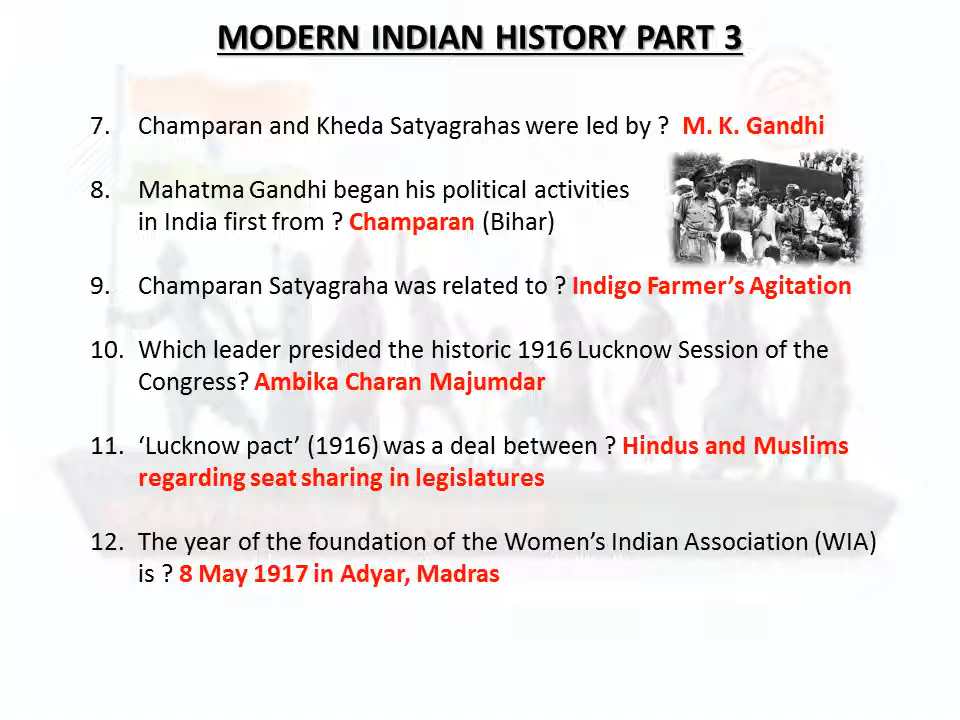 MODERN INDIAN HISTORY PART 3
7. Champaran and Kheda Satyagrahas were led by ? M. K. Gandhi
8. Mahatma Gandhi began his political activities
in India first from ? Champaran (Bihar)
9. Champaran Satyagraha was related to ? Indigo Farmer’s Agitation
10. Which leader presided the historic 1916 Lucknow Session of the
Congress? Ambika Charan Majumdar
11. ‘Lucknow pact’ (1916) was a deal between ? Hindus and Muslims
regarding seat sharing in legislatures
12. The year of the foundation of the Women’s Indian Association (WIA)
is ? 8 May 1917 in Adyar, Madras